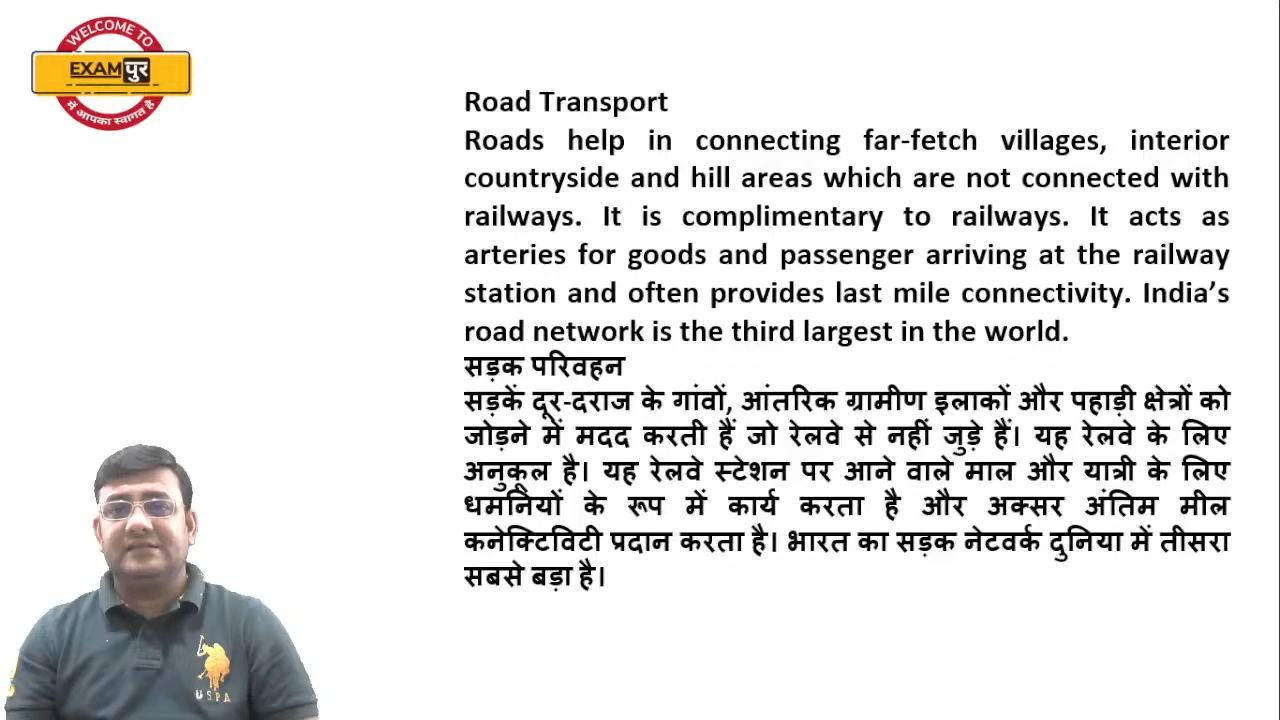 WELCOME TO
EXAMपुर
में आपका स्वागत है
Road Transport
Roads help in connecting far-fetch villages, interior
countryside and hill areas which are not connected with
railways. It is complimentary to railways. It acts as
arteries for goods and passenger arriving at the railway
station and often provides last mile connectivity. India’s
road network is the third largest in the world.
सड़क परिवहन
सड़कें दूर-दराज के गांवों, आंतरिक ग्रामीण इलाकों और पहाड़ी क्षेत्रों को
जोड़ने में मदद करती हैं जो रेलवे से नहीं जुड़े हैं। यह रेलवे के लिए
अनुकूल है। यह रेलवे स्टेशन पर आने वाले माल और यात्री के लिए
धमनियों के रूप में कार्य करता है और अक्सर अंतिम मील
कनेक्टिविटी प्रदान करता है। भारत का सड़क नेटवर्क दुनिया में तीसरा
सबसे बड़ा है।
USPA